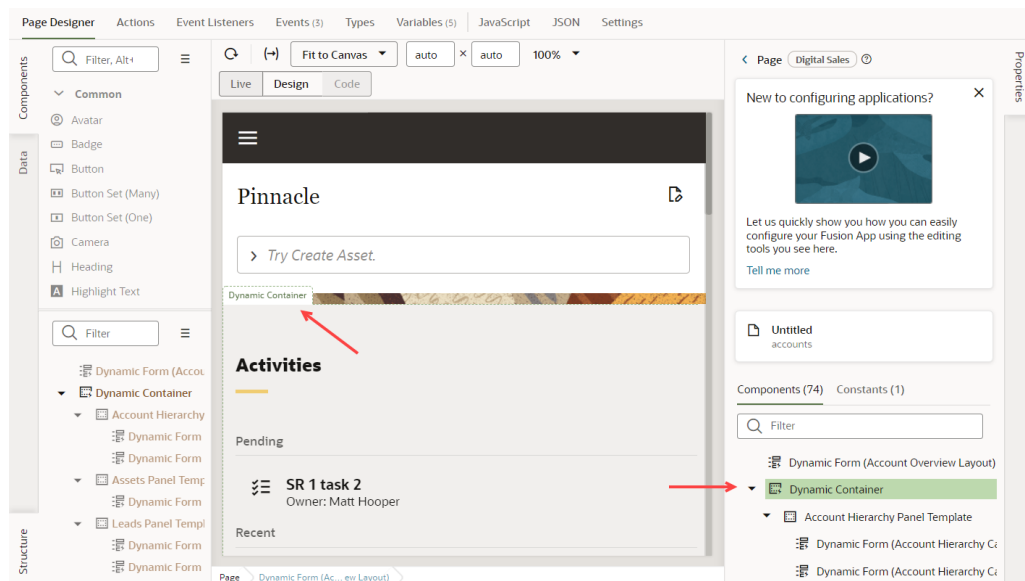 Page Designer Actions Event Listeners Events (3) Types Variables (5) JavaScript JSON Settings
Components
Data
Structure
Filter, Alt+
Common
Avatar
Badge
Button
Button Set (Many)
Button Set (One)
Camera
Heading
Highlight Text
Filter
Dynamic Form (Accou
Dynamic Container
Account Hierarchy
Dynamic Form
Dynamic Form
Assets Panel Temp
Dynamic Form
Leads Panel Templ
Dynamic Form
Dynamic Form
Fit to Canvas auto × auto 100%
Live Design Code
Pinnacle
Try Create Asset.
Dynamic Container
Activities
Pending
SR 1 task 2
Owner: Matt Hooper
Recent
Page Dynamic Form (Ac... ew Layout)
Page Digital Sales
Properties
New to configuring applications?
Let us quickly show you how you can easily
configure your Fusion App using the editing
tools you see here.
Tell me more
Untitled
accounts
Components (74) Constants (1)
Filter
Dynamic Form (Account Overview Layout)
Dynamic Container
Account Hierarchy Panel Template
Dynamic Form (Account Hierarchy Ca
Dynamic Form (Account Hierarchy Ca